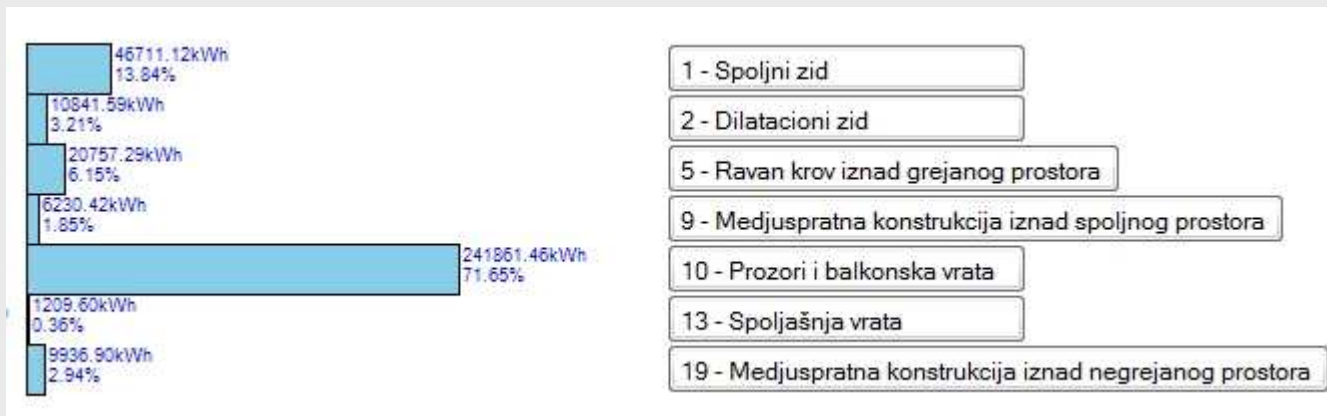 46711.12kWh
13.84%
1 - Spoljni zid
10841.59kWh
3.21%
2 - Dilatacioni zid
20757.29kWh
6.15%
5 - Ravan krov iznad grejanog prostora
6230.42kWh
1.85%
9 - Medjuspratna konstrukcija iznad spoljnog prostora
241861.46kWh
71.65%
10 - Prozori i balkonska vrata
1209.60kWh
0.36%
13 - Spoljašnja vrata
9936.90kWh
2.94%
19 - Medjuspratna konstrukcija iznad negrejanog prostora